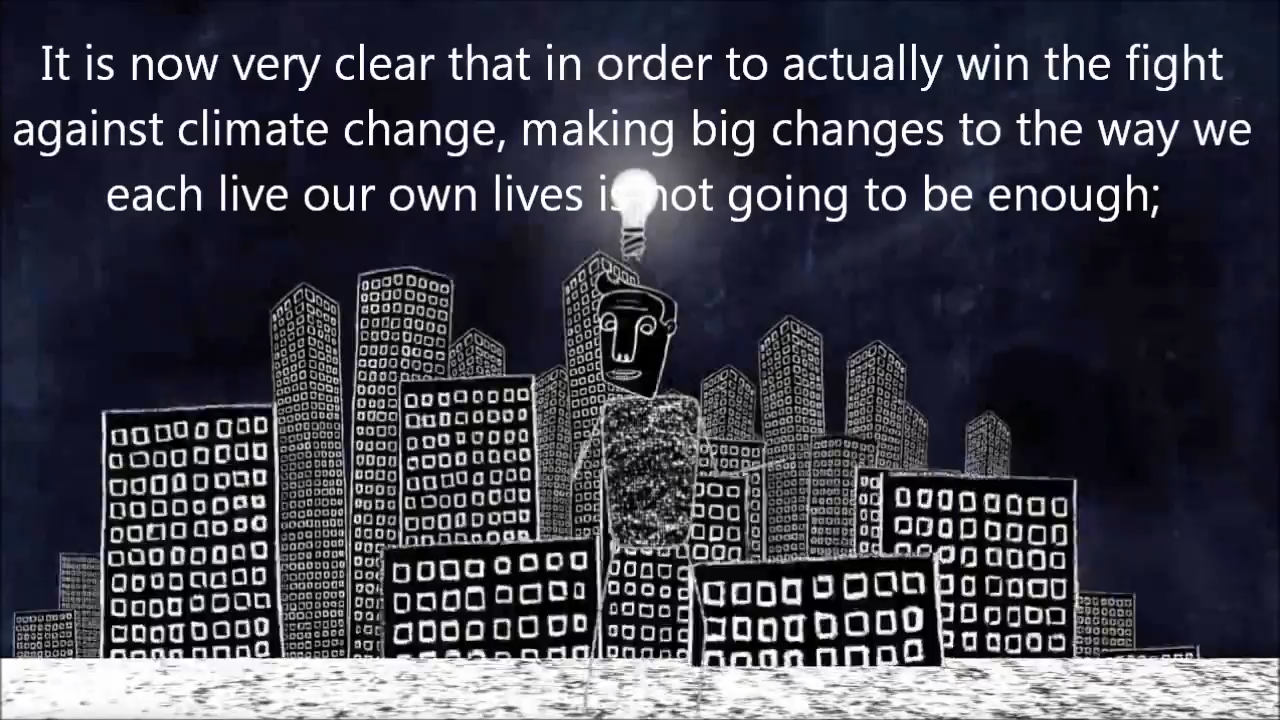 It is now very clear that in order to actually win the fight
against climate change, making big changes to the way we
each live our own lives is not going to be enough;